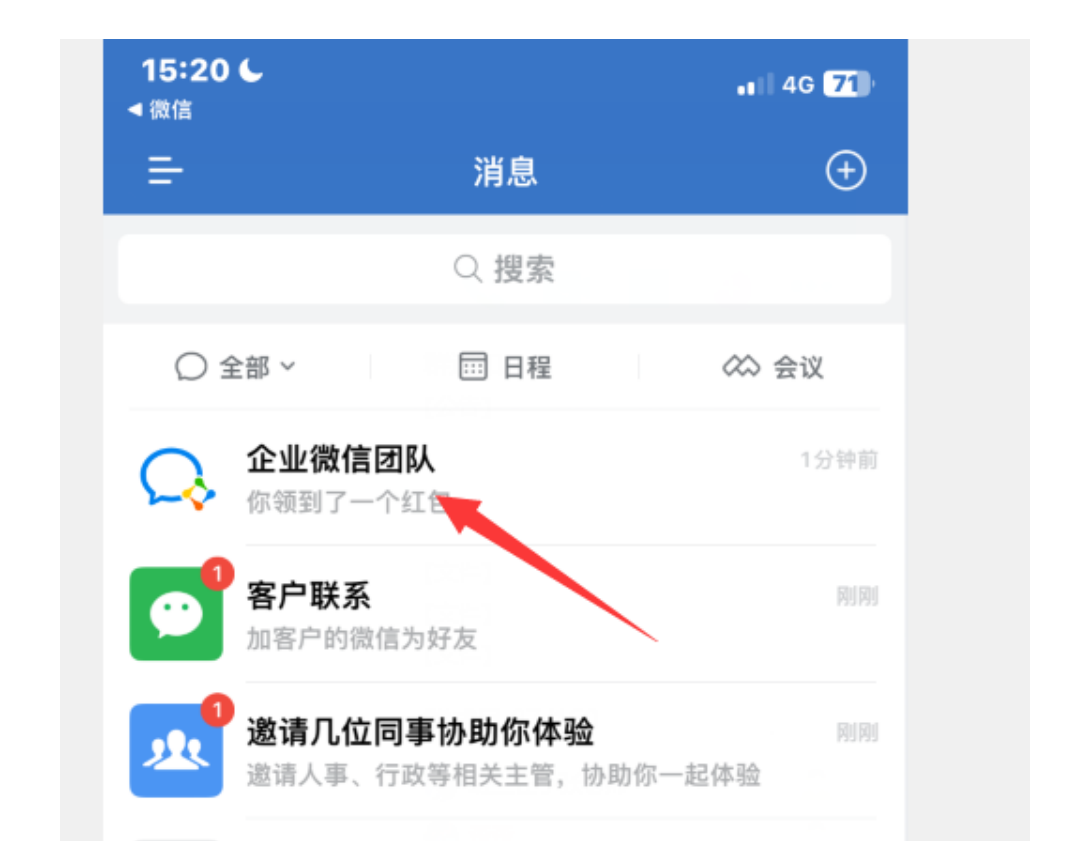 15:20
4G 71
微信
消息
搜索
全部 日程 会议
企业微信团队 1分钟前
你领到了一个红包
1
客户联系 刚刚
加客户的微信为好友
1
邀请几位同事协助你体验 刚刚
邀请人事、行政等相关主管，协助你一起体验